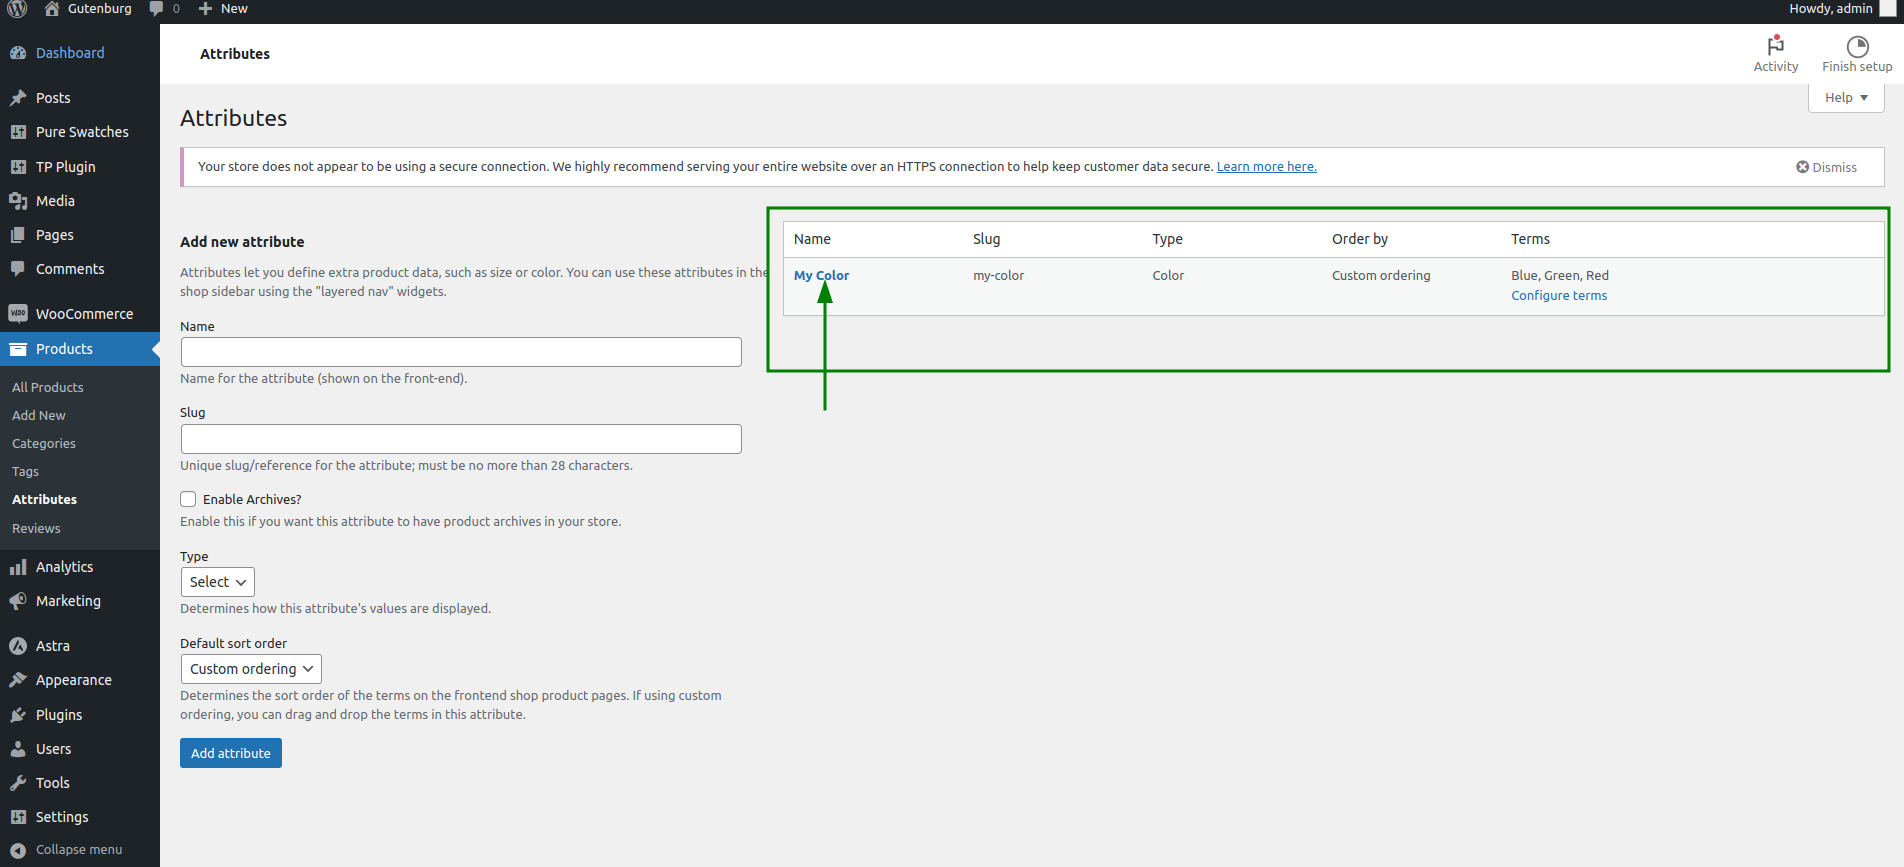 Gutenburg 0 New Howdy, admin
Dashboard
Posts
Pure Swatches
TP Plugin
Media
Pages
Comments
WOO WooCommerce
Products
All Products
Add New
Categories
Tags
Attributes
Reviews
Analytics
Marketing
Astra
Appearance
Plugins
Users
Tools
Settings
Collapse menu
Attributes
Activity
Finish setup
Help
Attributes
Your store does not appear to be using a secure connection. We highly recommend serving your entire website over an HTTPS connection to help keep customer data secure. Learn more here. Dismiss
Add new attribute
Attributes let you define extra product data, such as size or color. You can use these attributes in the
shop sidebar using the "layered nav" widgets.
Name
Name for the attribute (shown on the front-end).
Slug
Unique slug/reference for the attribute; must be no more than 28 characters.
Enable Archives?
Enable this if you want this attribute to have product archives in your store.
Type
Select
Determines how this attribute's values are displayed.
Default sort order
Custom ordering
Determines the sort order of the terms on the frontend shop product pages. If using custom
ordering, you can drag and drop the terms in this attribute.
Add attribute
Name Slug Type Order by Terms
My Color my-color Color Custom ordering Blue, Green, Red
Configure terms